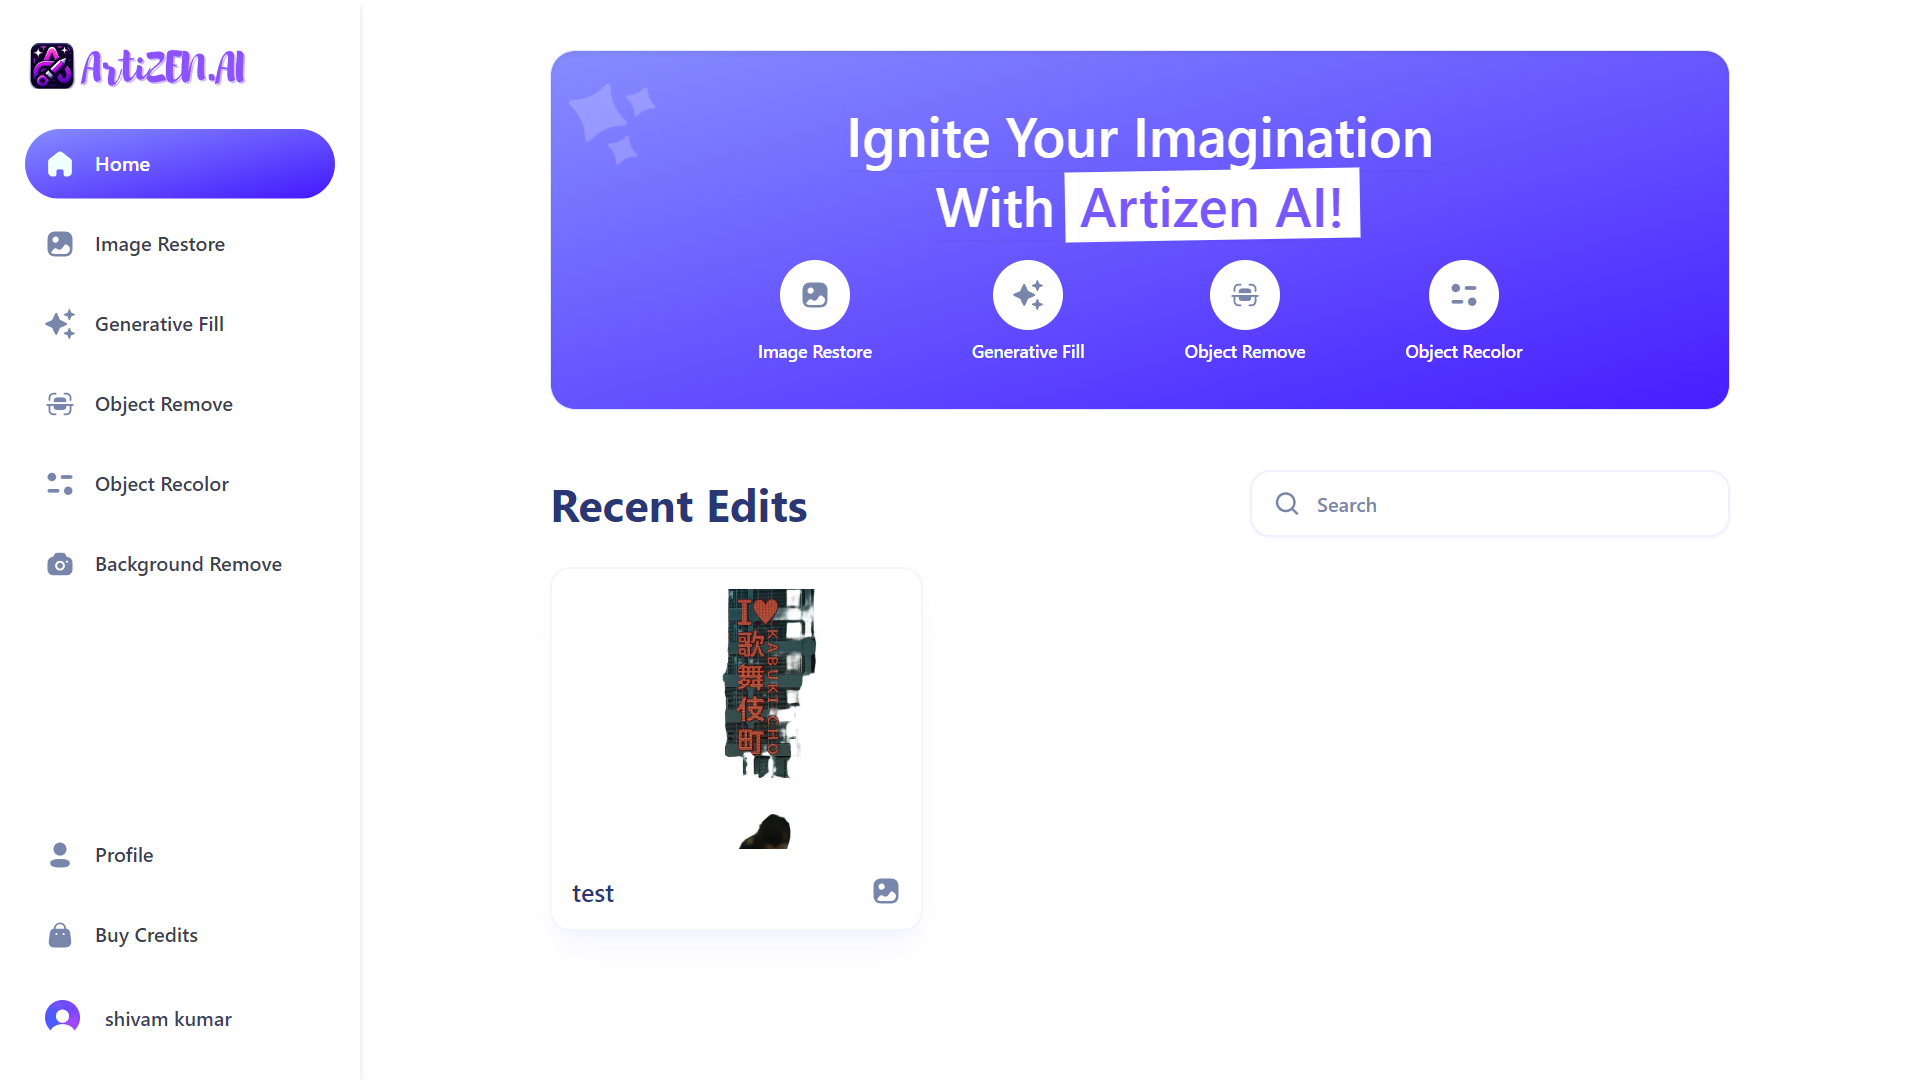 ArtiZEN.AI
Home
Image Restore
Generative Fill
Object Remove
Object Recolor
Background Remove
Profile
Buy Credits
shivam kumar
Ignite Your Imagination
With Artizen AI!
Image Restore
Generative Fill
Object Remove
Object Recolor
Recent Edits
Search
I♥
歌舞伎町
KABUKI CHO
test